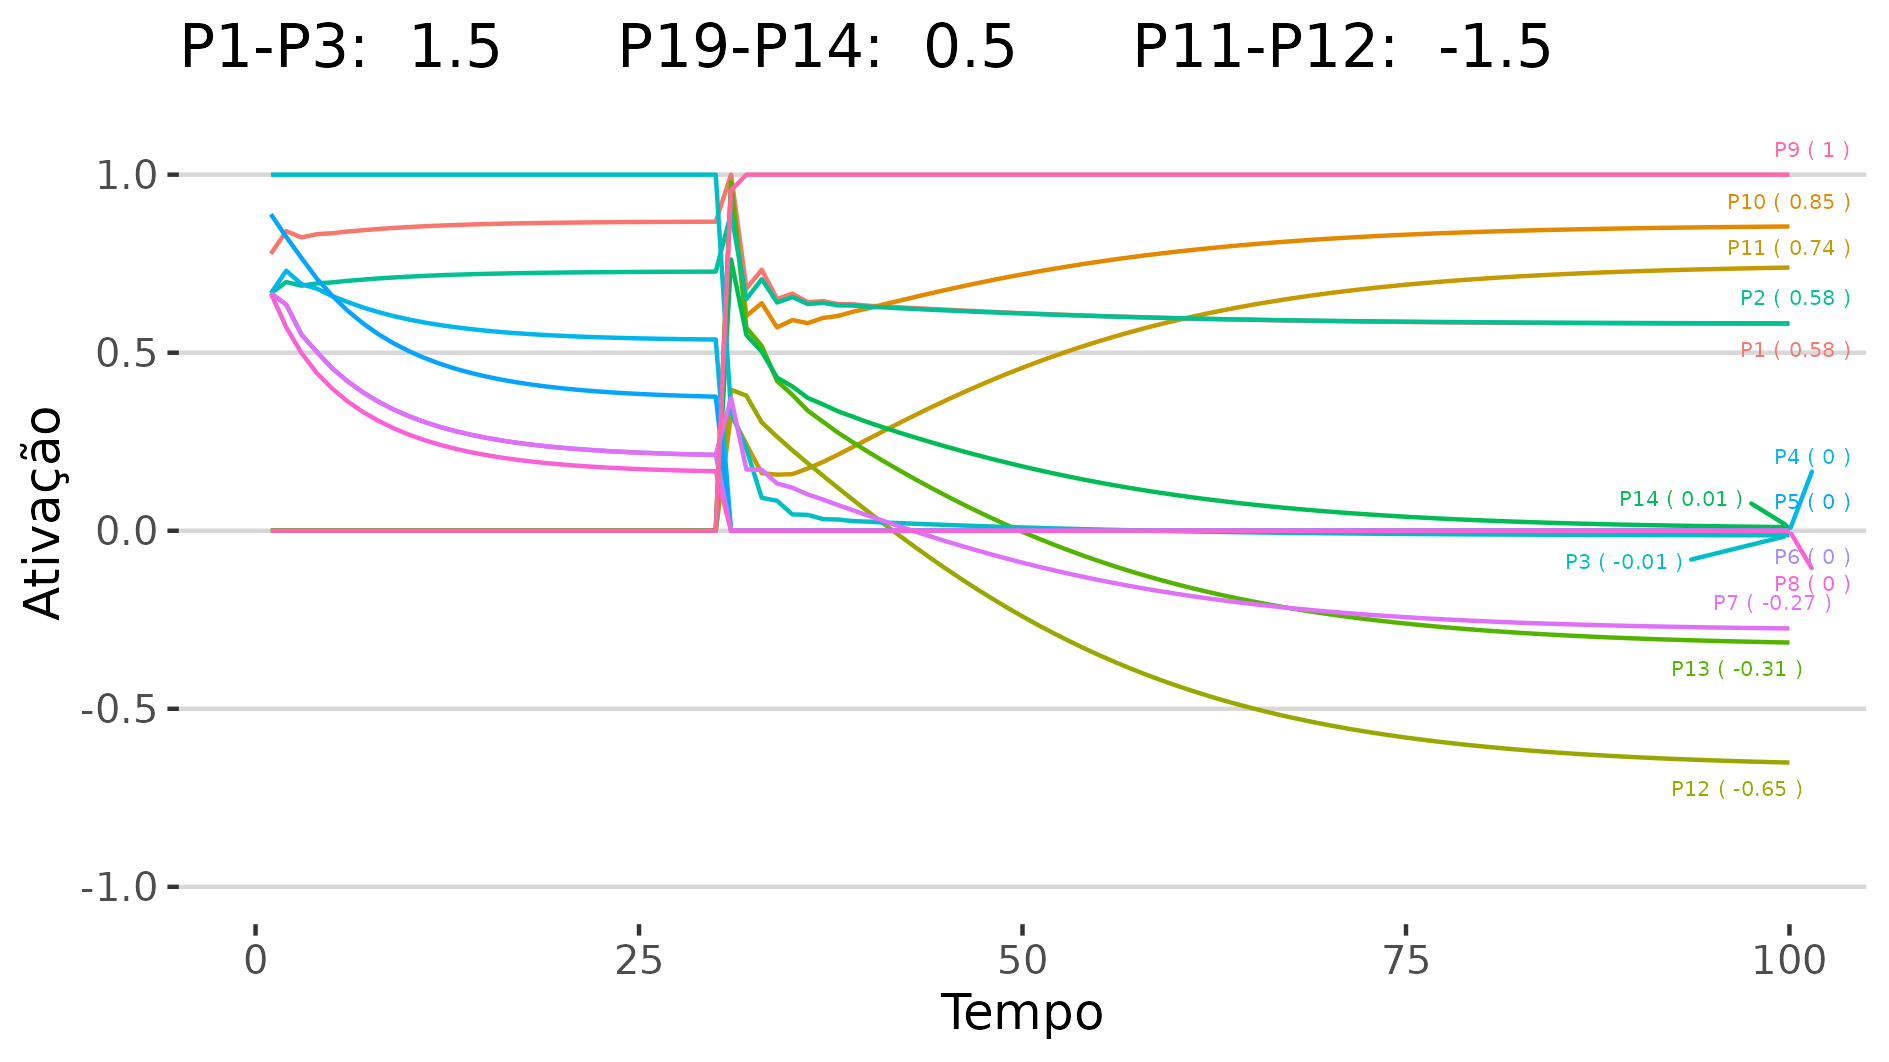 P1-P3: 1.5 P19-P14: 0.5 P11-P12: -1.5
P9 ( 1 )
1.0
P10 ( 0.85 )
P11 ( 0.74 )
P2 ( 0.58 )
0.5
P1 ( 0.58 )
P4 ( 0 )
P14 ( 0.01 )
P5 ( 0 )
0.0
P3 ( -0.01 )
P6 ( 0 )
P8 ( 0 )
P7 ( -0.27 )
P13 ( -0.31 )
-0.5
P12 ( -0.65 )
-1.0
Ativação
0 25 50 75 100
Tempo